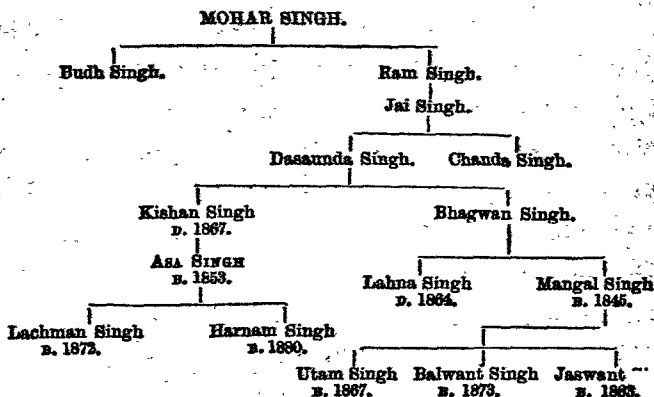 MOHAR SINGH.
Budh Singh. Ram Singh.
Jai Singh.
Dasaunda Singh. Chanda Singh.
Kishan Singh Bhagwan Singh.
D. 1867.
ASA SINGH
B. 1853.
Lahna Singh Mangal Singh
D. 1864. B. 1845.
Lachman Singh Harnam Singh
B. 1872. B. 1880.
Utam Singh Balwant Singh Jaswant
B. 1867. B. 1873. B. 1863.